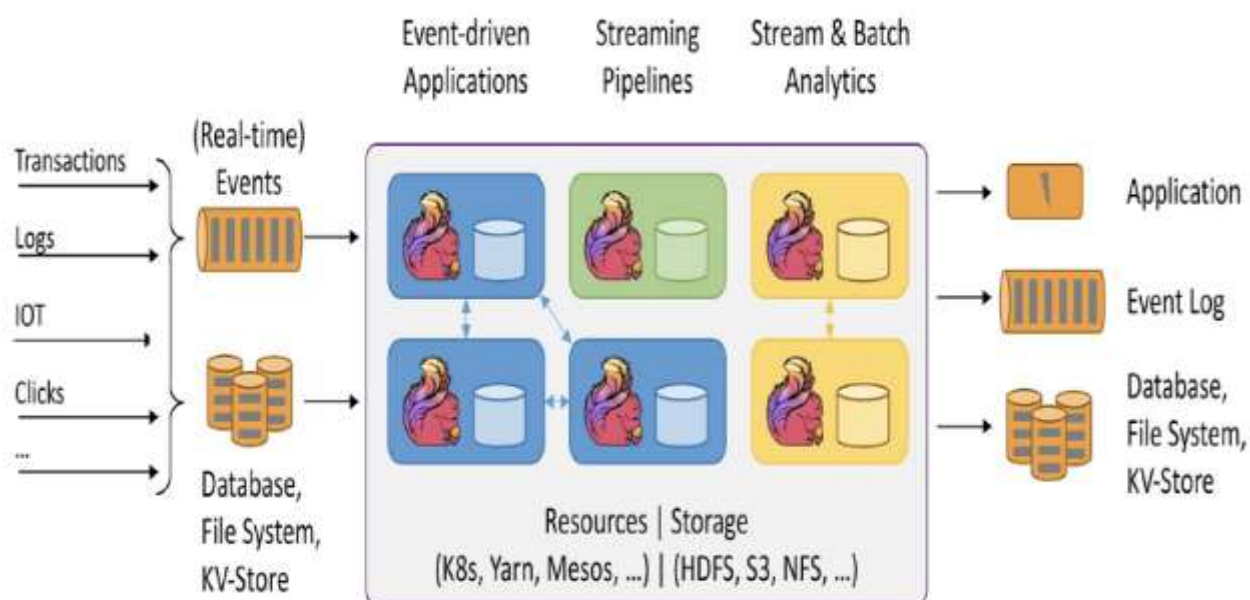 Event-driven
Applications
Streaming
Pipelines
Stream & Batch
Analytics
Transactions
Logs
IOT
Clicks
...
(Real-time)
Events
Database,
File System,
KV-Store
Resources | Storage
(K8s, Yarn, Mesos, ...) | (HDFS, S3, NFS, ...)
Application
Event Log
Database,
File System,
KV-Store